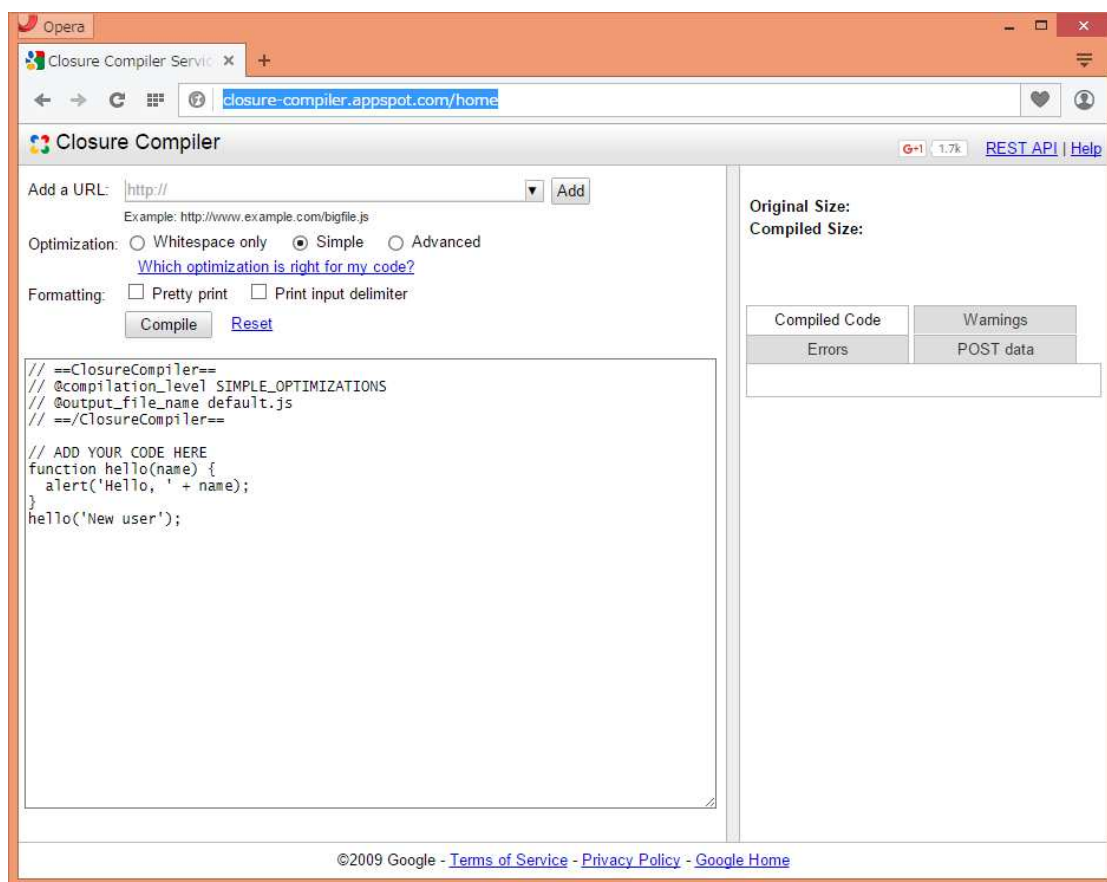 Opera
Closure Compiler Servic
closure-compiler.appspot.com/home
Closure Compiler
G+1 1.7k REST API | Help
Add a URL: http:// Add
Example: http://www.example.com/bigfile.js
Optimization: Whitespace only Simple Advanced
Which optimization is right for my code?
Formatting: Pretty print Print input delimiter
Compile Reset
// ==ClosureCompiler==
// @compilation_level SIMPLE_OPTIMIZATIONS
// @output_file_name default.js
// ==/ClosureCompiler==
// ADD YOUR CODE HERE
function hello(name) {
  alert('Hello, ' + name);
}
hello('New user');
Original Size:
Compiled Size:
Compiled Code Warnings
Errors POST data
©2009 Google - Terms of Service - Privacy Policy - Google Home